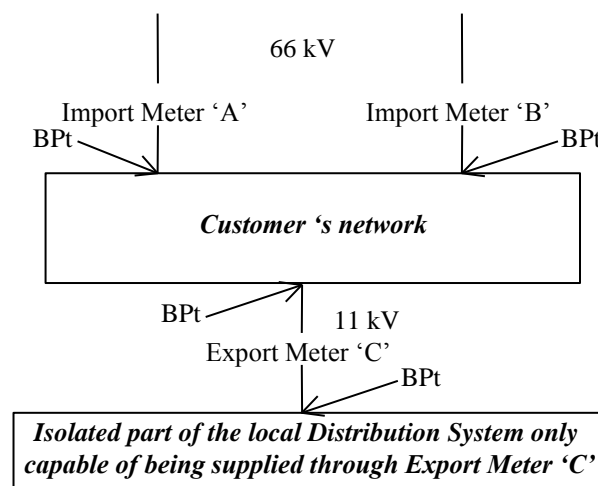 66 kV
Import Meter ‘A’
Import Meter ‘B’
BPt
BPt
Customer ‘s network
BPt
11 kV
Export Meter ‘C’
BPt
Isolated part of the local Distribution System only
capable of being supplied through Export Meter ‘C’